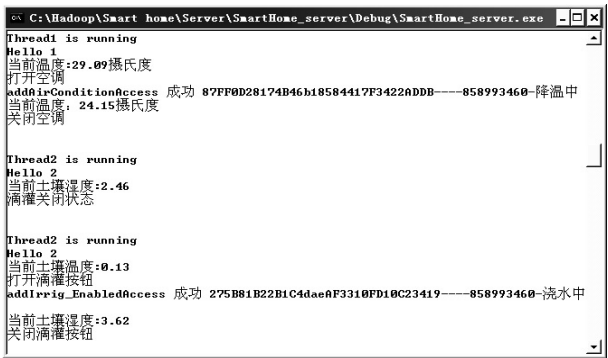 C:\Hadoop\Smart home\Server\SmartHome_server\Debug\SmartHome_server.exe
Thread1 is running
Hello 1
当前温度:29.09摄氏度
打开空调
addAirConditionAccess 成功 87FF0D28174B46b18584417F3422ADDB----858993460-降温中
当前温度: 24.15摄氏度
关闭空调
Thread2 is running
Hello 2
当前土壤湿度:2.46
滴灌关闭状态
Thread2 is running
Hello 2
当前土壤温度:0.13
打开滴灌按钮
addIrrig_EnabledAccess 成功 275B81B22B1C4daeAF3310FD10C23419----858993460-浇水中
当前土壤湿度:3.62
关闭滴灌按钮